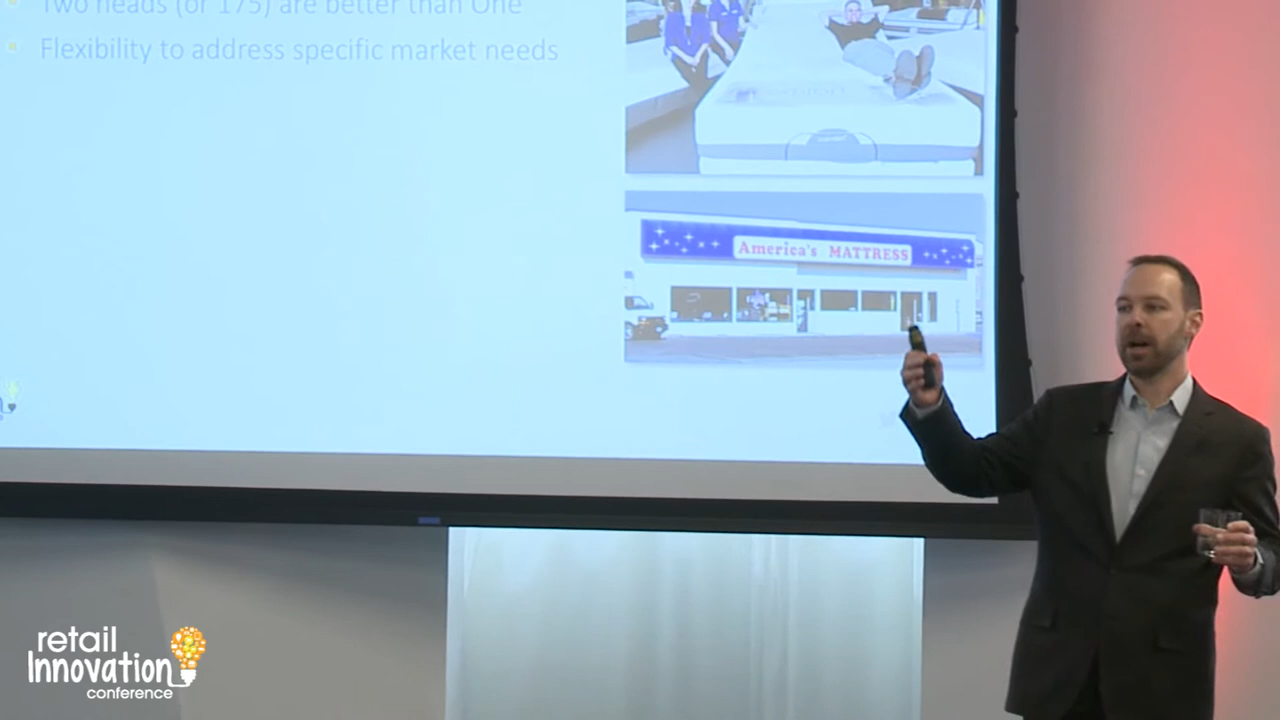 Two heads (or 175) are better than One
Flexibility to address specific market needs
America's MATTRESS
retail
Innovation
conference